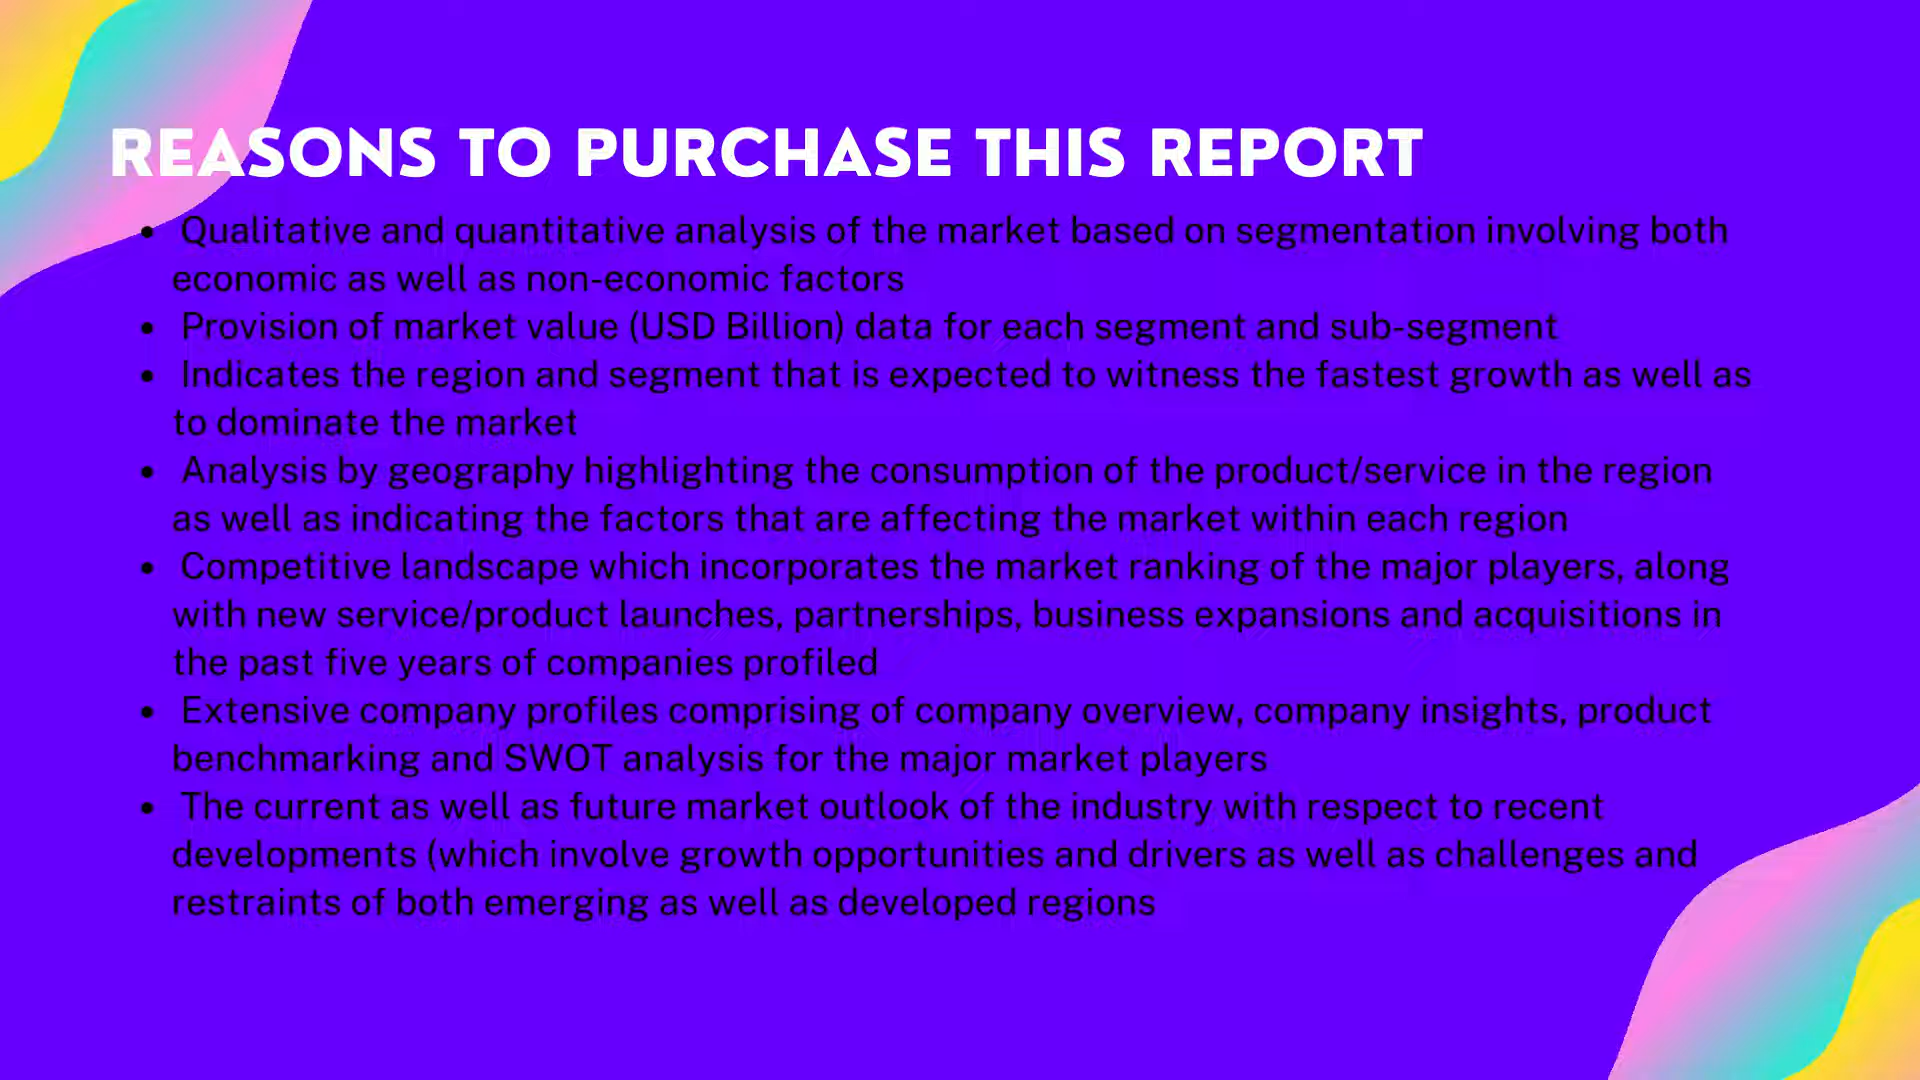 REASONS TO PURCHASE THIS REPORT
• Qualitative and quantitative analysis of the market based on segmentation involving both
economic as well as non-economic factors
• Provision of market value (USD Billion) data for each segment and sub-segment
• Indicates the region and segment that is expected to witness the fastest growth as well as
to dominate the market
• Analysis by geography highlighting the consumption of the product/service in the region
as well as indicating the factors that are affecting the market within each region
• Competitive landscape which incorporates the market ranking of the major players, along
with new service/product launches, partnerships, business expansions and acquisitions in
the past five years of companies profiled
• Extensive company profiles comprising of company overview, company insights, product
benchmarking and SWOT analysis for the major market players
• The current as well as future market outlook of the industry with respect to recent
developments (which involve growth opportunities and drivers as well as challenges and
restraints of both emerging as well as developed regions